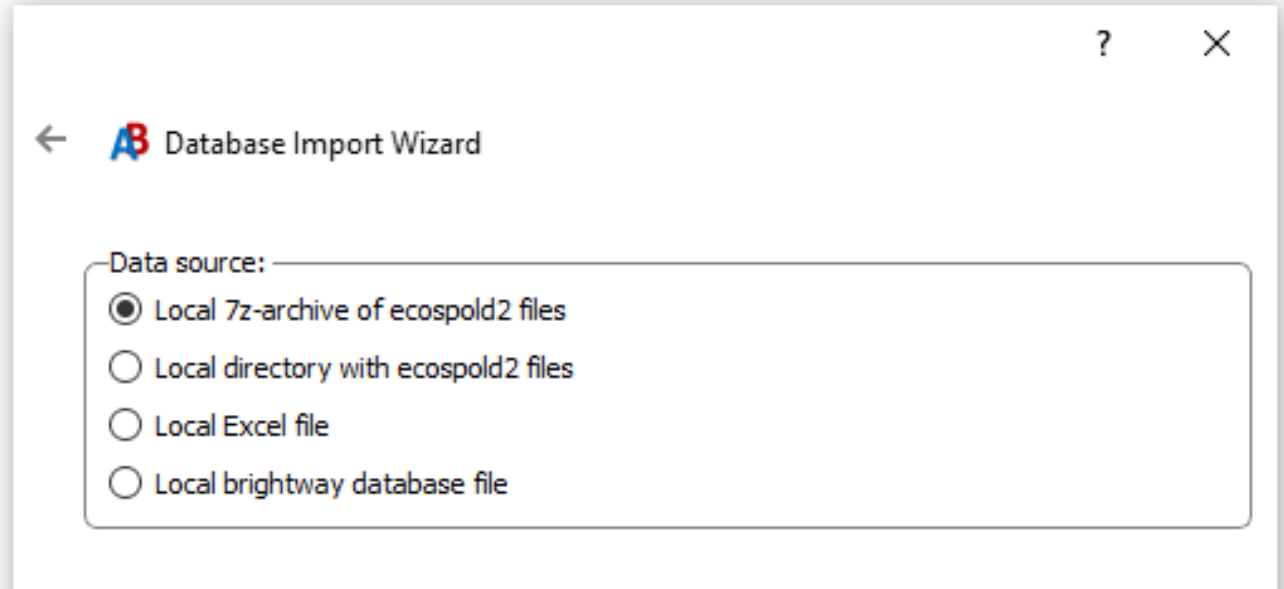 ?
AB Database Import Wizard
Data source:
Local 7z-archive of ecospold2 files
Local directory with ecospold2 files
Local Excel file
Local brightway database file